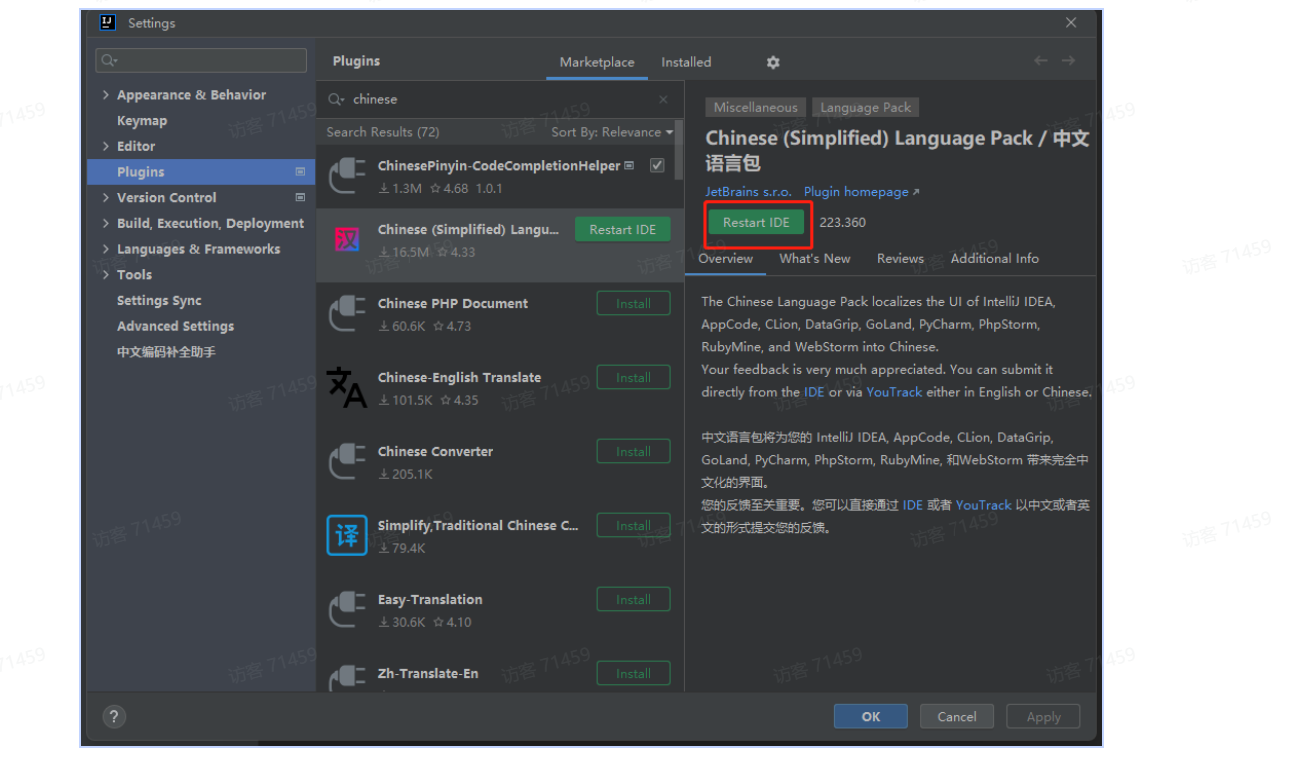 Settings
Plugins
Marketplace
Installed
Appearance & Behavior
Keymap
Editor
Plugins
Version Control
Build, Execution, Deployment
Languages & Frameworks
Tools
Settings Sync
Advanced Settings
中文编码补全助手
chinese
Search Results (72)
Sort By: Relevance
ChinesePinyin-CodeCompletionHelper
1.3M 4.68 1.0.1
汉
Chinese (Simplified) Langu...
Restart IDE
16.5M 4.33
Chinese PHP Document
Install
60.6K 4.73
文A
Chinese-English Translate
Install
101.5K 4.35
Chinese Converter
Install
205.1K
译
Simplify,Traditional Chinese C...
Install
79.4K
Easy-Translation
Install
30.6K 4.10
Zh-Translate-En
Install
Miscellaneous
Language Pack
Chinese (Simplified) Language Pack / 中文
语言包
JetBrains s.r.o. Plugin homepage
Restart IDE
223.360
Overview
What's New
Reviews
Additional Info
The Chinese Language Pack localizes the UI of IntelliJ IDEA,
AppCode, CLion, DataGrip, GoLand, PyCharm, PhpStorm,
RubyMine, and WebStorm into Chinese.
Your feedback is very much appreciated. You can submit it
directly from the IDE or via YouTrack either in English or Chinese.
中文语言包将为您的 IntelliJ IDEA, AppCode, CLion, DataGrip,
GoLand, PyCharm, PhpStorm, RubyMine, 和WebStorm 带来完全中
文化的界面。
您的反馈至关重要。您可以直接通过 IDE 或者 YouTrack 以中文或者英
文的形式提交您的反馈。
?
OK
Cancel
Apply
访客 71459